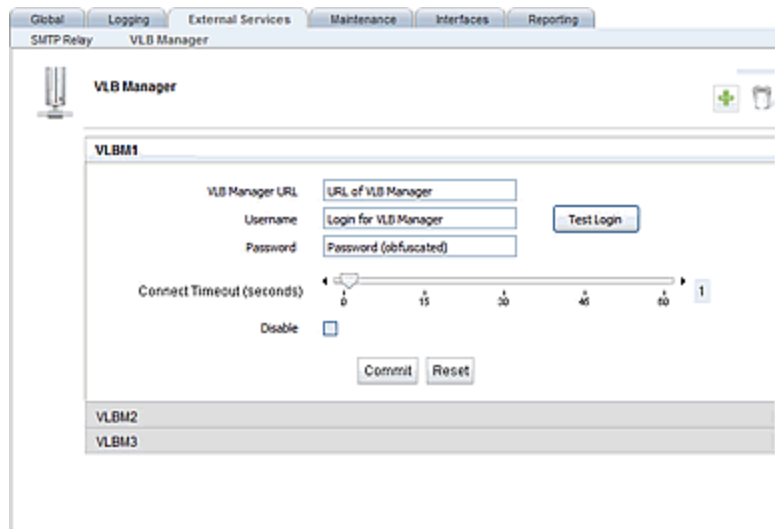 Global Logging External Services Maintenance Interfaces Reporting
SMTP Relay VLB Manager
VLB Manager
VLBM1
VLB Manager URL URL of VLB Manager
Username Login for VLB Manager Test Login
Password Password (obfuscated)
Connect Timeout (seconds) 1
0 15 30 45 60
Disable
Commit Reset
VLBM2
VLBM3